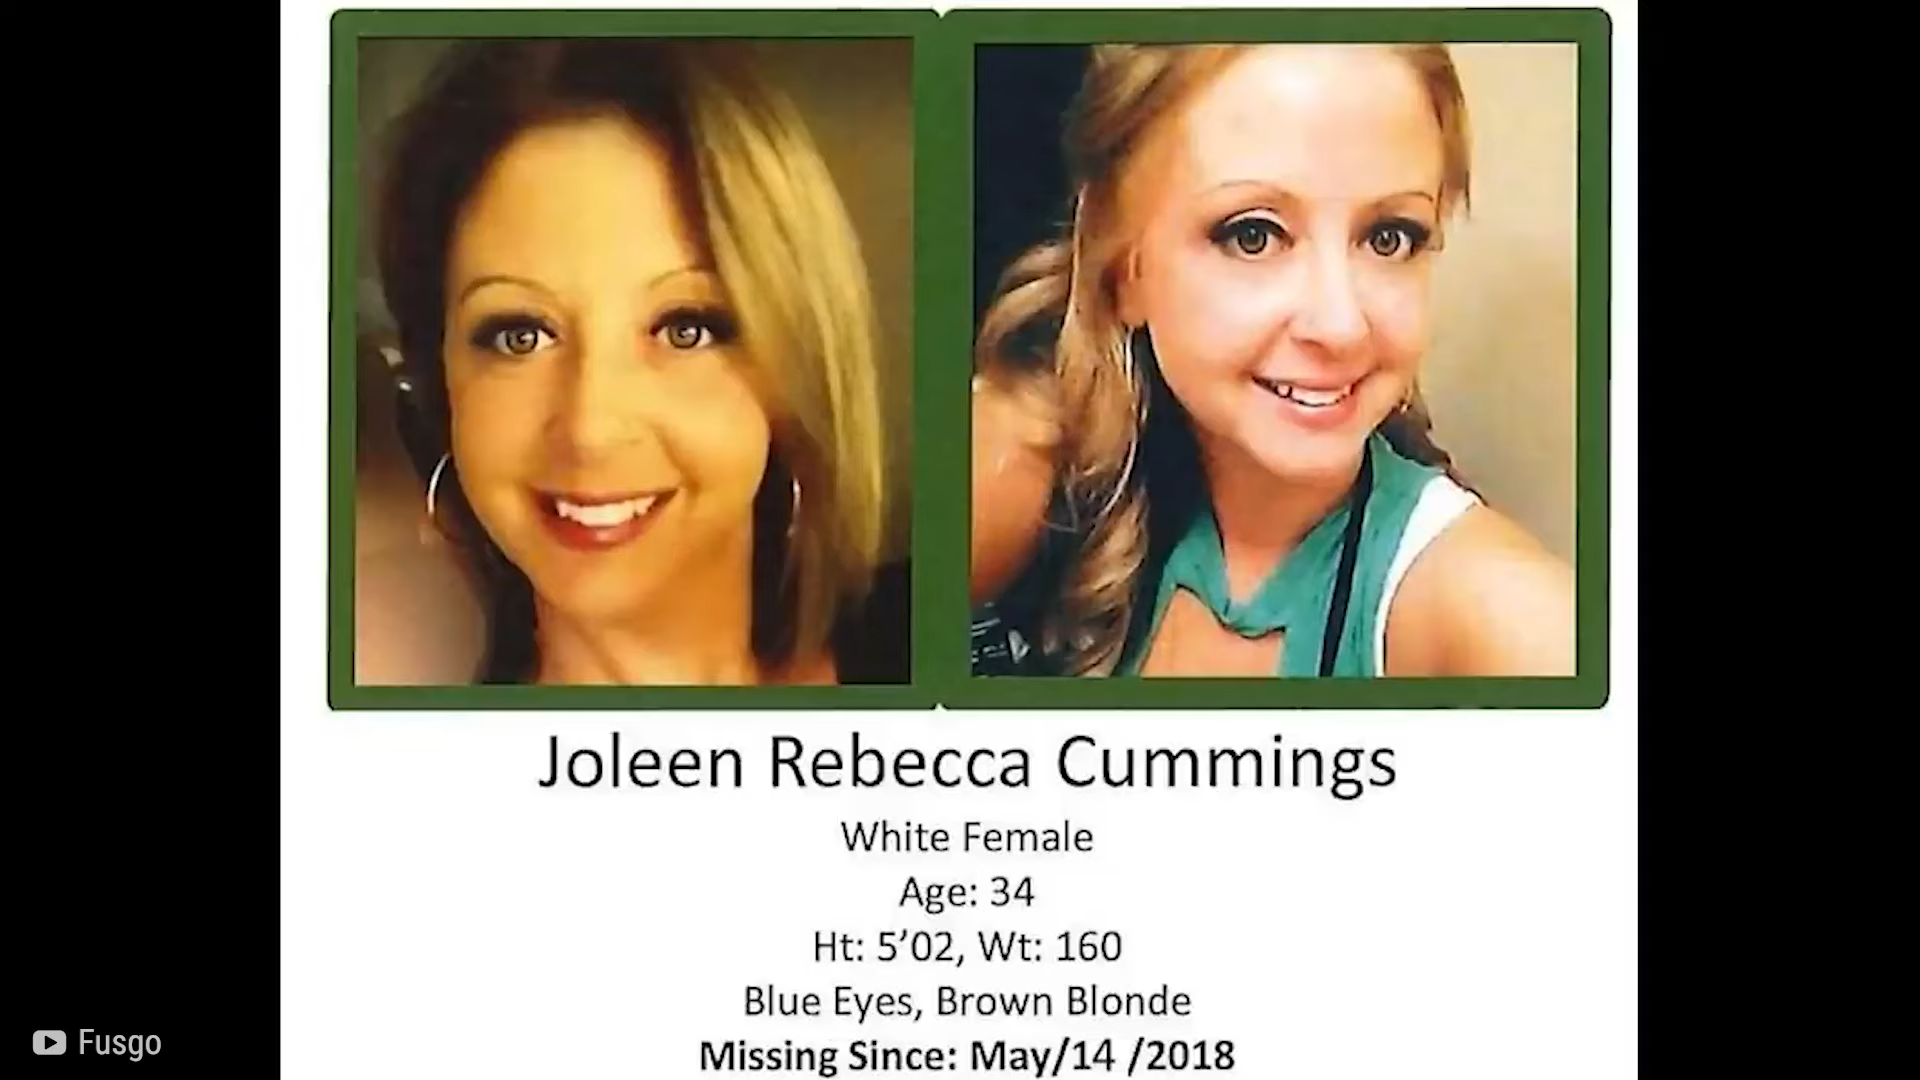 Joleen Rebecca Cummings
White Female
Age: 34
Ht: 5’02, Wt: 160
Blue Eyes, Brown Blonde
Missing Since: May/14 /2018
Fusgo